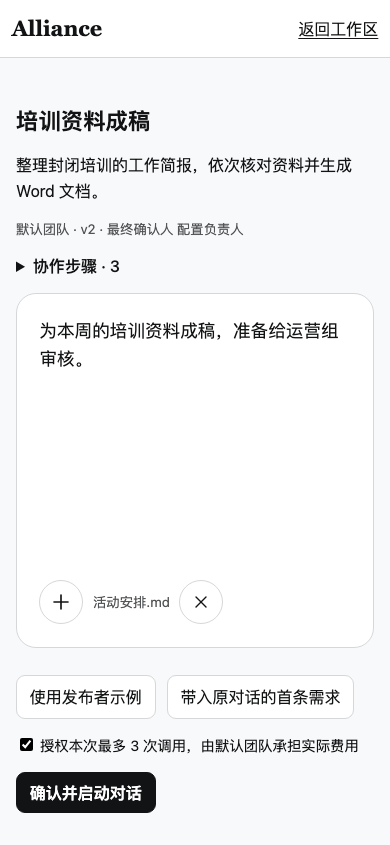 Alliance
返回工作区
培训资料成稿
整理封闭培训的工作简报，依次核对资料并生成
Word 文档。
默认团队 · v2 · 最终确认人 配置负责人
协作步骤 · 3
为本周的培训资料成稿，准备给运营组
审核。
活动安排.md
使用发布者示例
带入原对话的首条需求
授权本次最多 3 次调用，由默认团队承担实际费用
确认并启动对话